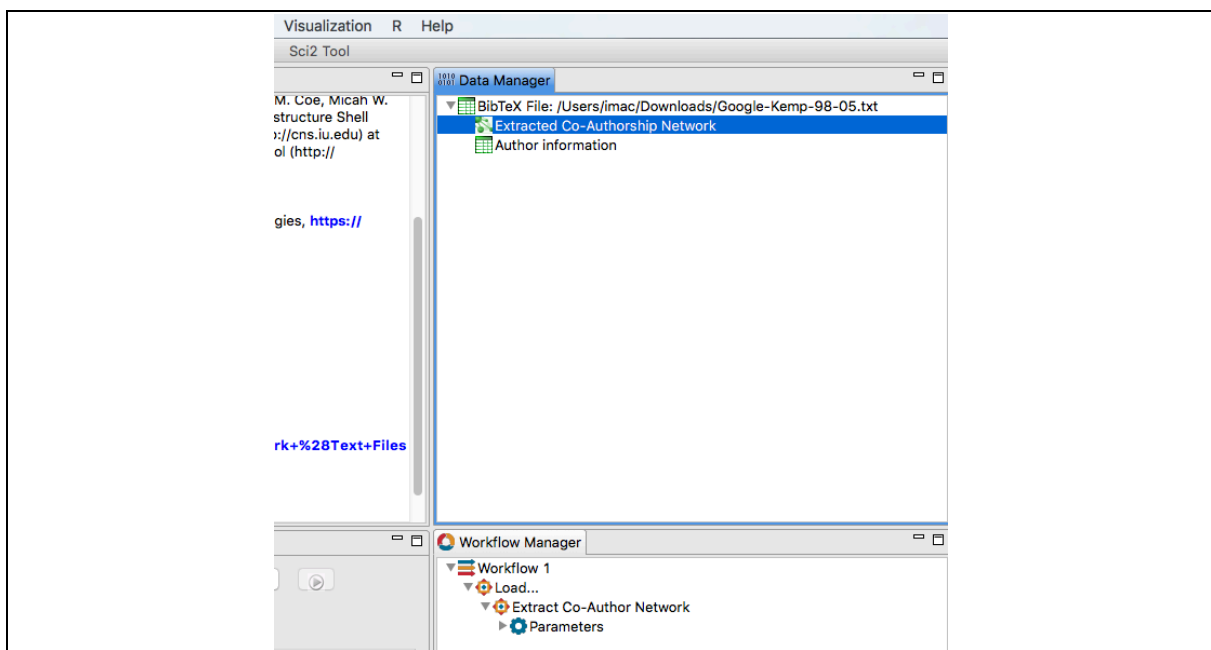 Visualization R Help
Sci2 Tool
M. Coe, Micah W.
structure Shell
://cns.iu.edu) at
ol (http://
gies, https://
rk+%28Text+Files
Data Manager
BibTeX File: /Users/imac/Downloads/Google-Kemp-98-05.txt
Extracted Co-Authorship Network
Author information
Workflow Manager
Workflow 1
Load...
Extract Co-Author Network
Parameters